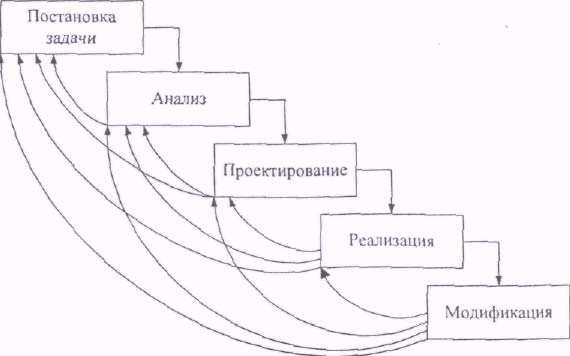 Постановка
задачи
Анализ
Проектирование
Реализация
Модификация